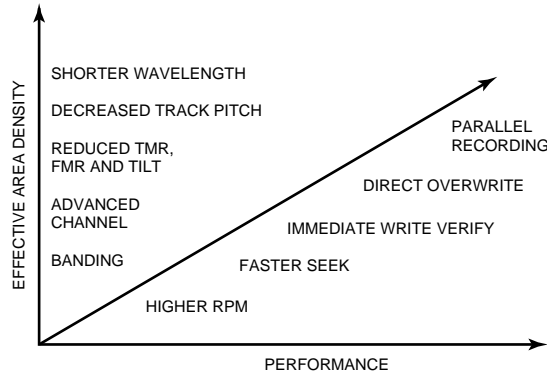 EFFECTIVE AREA DENSITY
SHORTER WAVELENGTH
DECREASED TRACK PITCH
REDUCED TMR,
FMR AND TILT
ADVANCED
CHANNEL
BANDING
PARALLEL
RECORDING
DIRECT OVERWRITE
IMMEDIATE WRITE VERIFY
FASTER SEEK
HIGHER RPM
PERFORMANCE